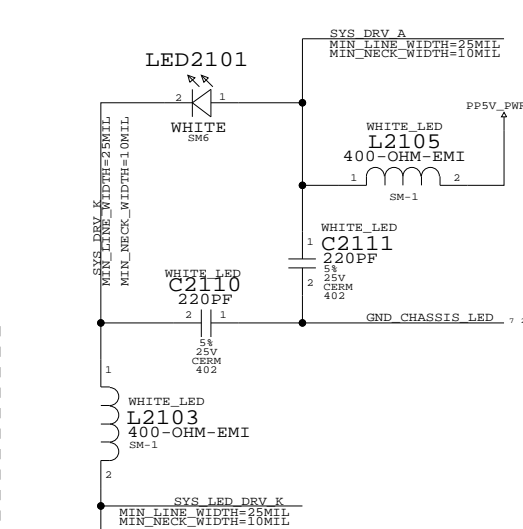 SYS_DRV_A
MIN_LINE_WIDTH=25MIL
MIN_NECK_WIDTH=10MIL
LED2101
2
1
WHITE
SM6
PP5V_PWR
WHITE_LED
L2105
400-OHM-EMI
1
2
SM-1
SYS_DRV_K
MIN_LINE_WIDTH=25MIL
MIN_NECK_WIDTH=10MIL
WHITE_LED
1
C2111
220PF
5%
25V
CERM
402
2
WHITE_LED
C2110
220PF
2
1
5%
25V
CERM
402
GND_CHASSIS_LED
7
1
WHITE_LED
L2103
400-OHM-EMI
SM-1
2
SYS_LED_DRV_K
MIN_LINE_WIDTH=25MIL
MIN_NECK_WIDTH=10MIL